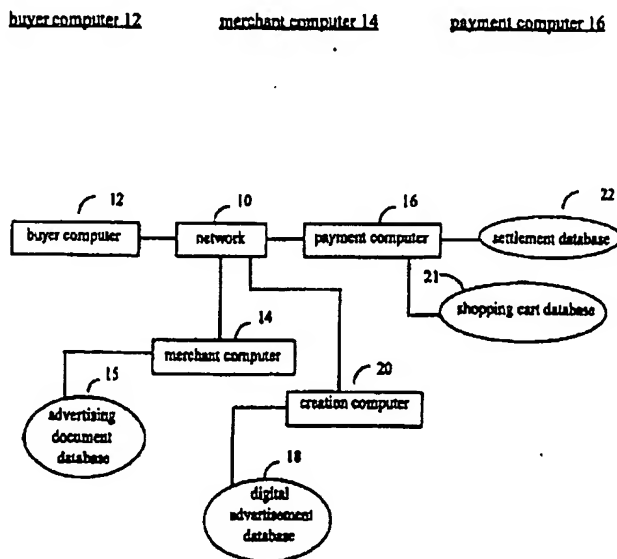 buyer computer 12 merchant computer 14 payment computer 16
12 10 16 22
buyer computer network payment computer settlement database
21
shopping cart database
14
merchant computer
15 20
advertising
document
database
creation computer
18
digital
advertisement
database